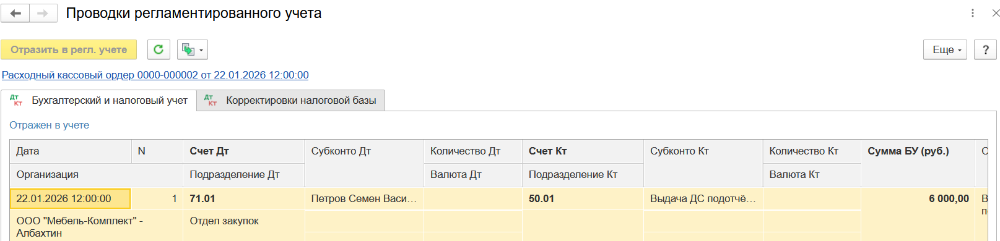 Проводки регламентированного учета
Отразить в регл. учете
Еще
?
Расходный кассовый ордер 0000-000002 от 22.01.2026 12:00:00
Дт Кт Бухгалтерский и налоговый учет Дт Кт Корректировки налоговой базы
Отражен в учете
Дата N Счет Дт Субконто Дт Количество Дт Счет Кт Субконто Кт Количество Кт Сумма БУ (руб.) С
Организация Подразделение Дт Валюта Дт Подразделение Кт Валюта Кт
22.01.2026 12:00:00 1 71.01 Петров Семен Васи... 50.01 Выдача ДС подотчё... 6 000,00 В
ООО "Мебель-Комплект" - Отдел закупок п
Албахтин